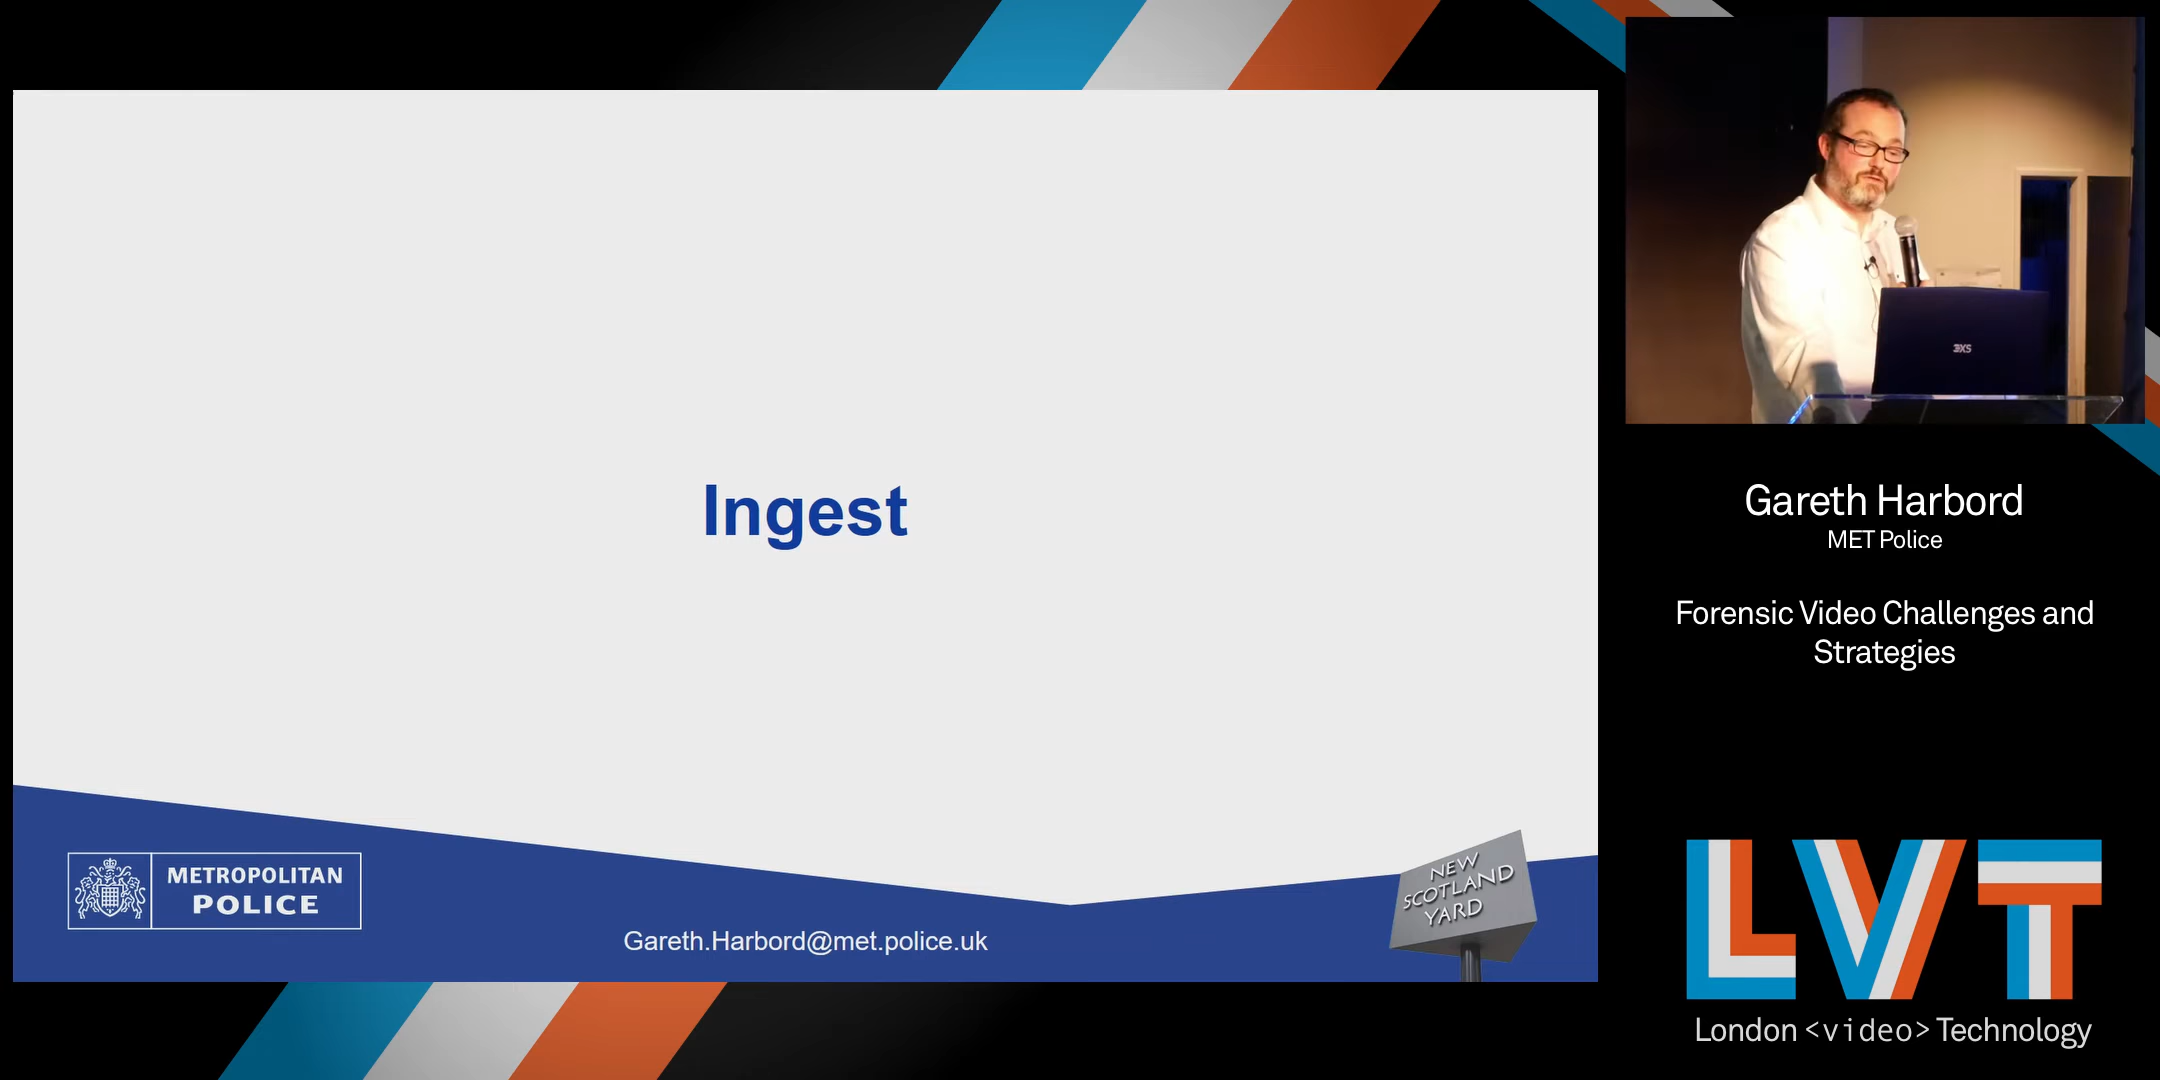 Ingest
METROPOLITAN
POLICE
Gareth.Harbord@met.police.uk
NEW
SCOTLAND
YARD
3XS
Gareth Harbord
MET Police
Forensic Video Challenges and
Strategies
LVT
London <video> Technology